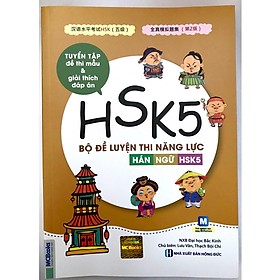 汉语水平考试HSK（五级）
全真模拟题集（第2版）
TUYỂN TẬP
đề thi mẫu
& giải thích
đáp án
HSK5
BỘ ĐỀ LUYỆN THI NĂNG LỰC
HÁN NGỮ HSK5
MCBooks
NXB Đại học Bắc Kinh
Chủ biên: Lưu Vân, Thạch Bội Chi
NHÀ XUẤT BẢN HỒNG ĐỨC